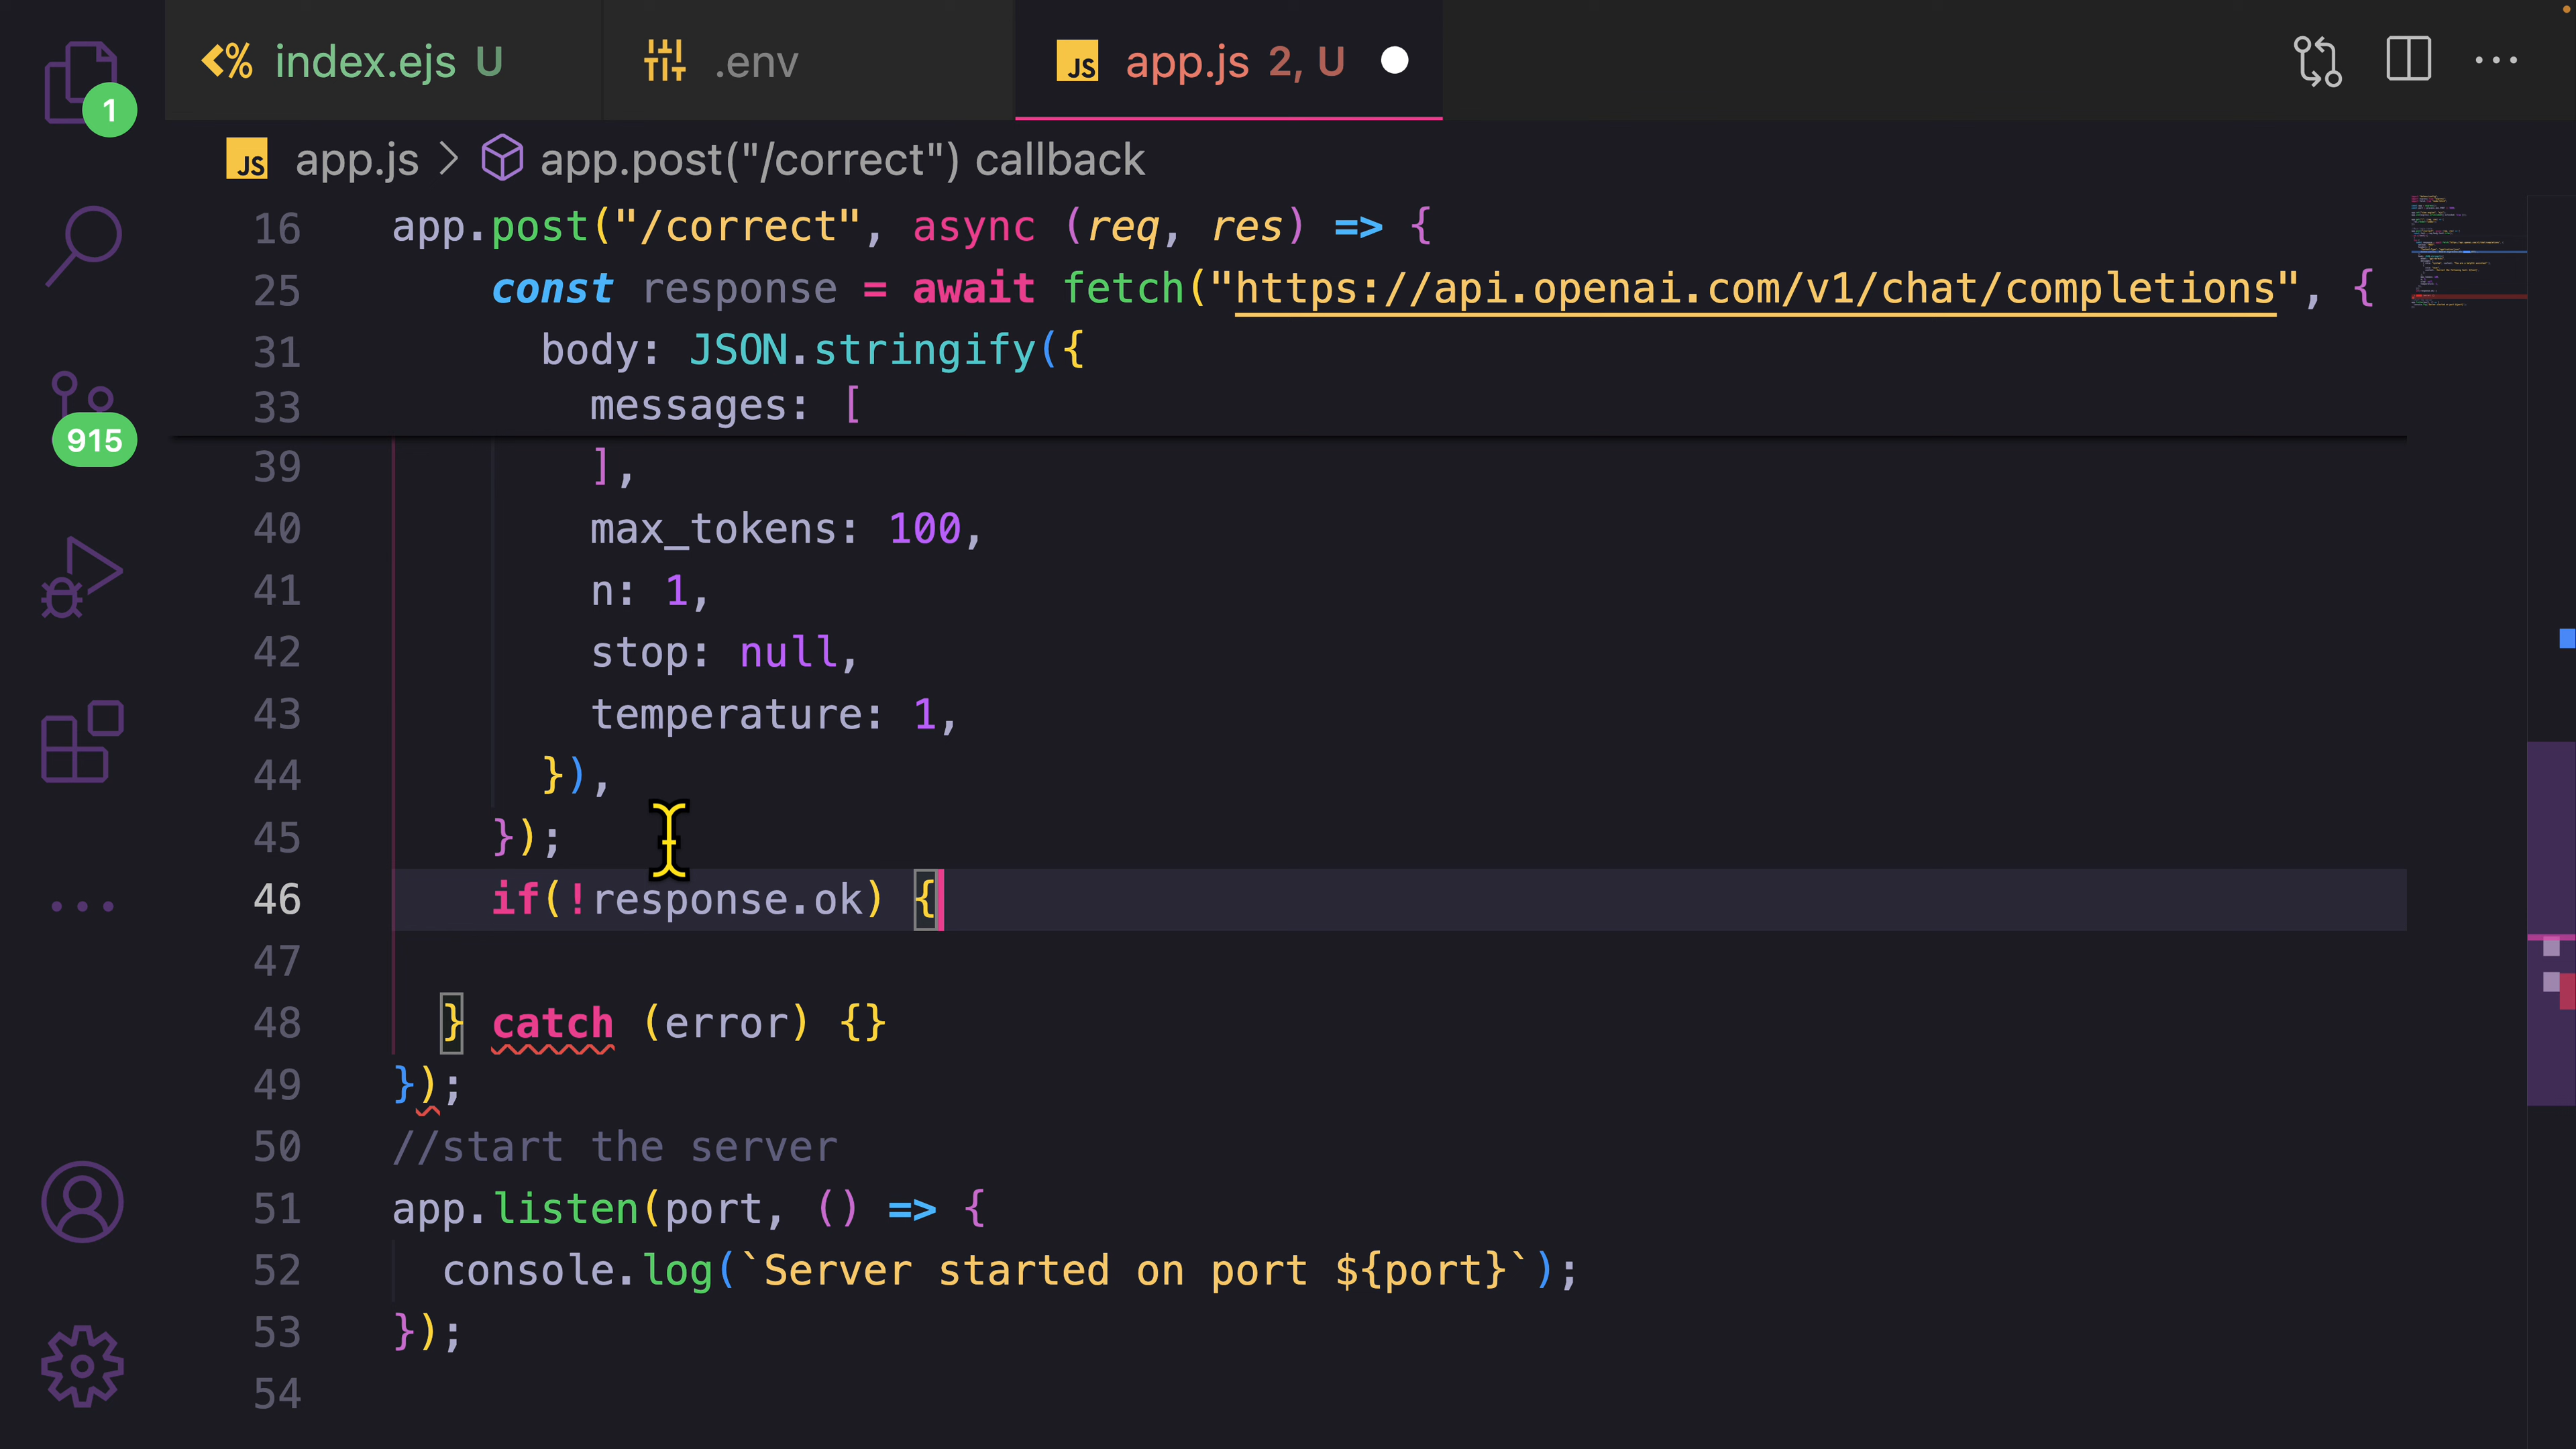 index.ejs U
.env
JS app.js 2, U
1
JS app.js > app.post("/correct") callback
16 app.post("/correct", async (req, res) => {
25 const response = await fetch("https://api.openai.com/v1/chat/completions", {
31 body: JSON.stringify({
33 messages: [
915
39 ],
40 max_tokens: 100,
41 n: 1,
42 stop: null,
43 temperature: 1,
44 }),
45 });
46 if(!response.ok) {
47
48 } catch (error) {}
49 });
50 //start the server
51 app.listen(port, () => {
52 console.log(`Server started on port ${port}`);
53 });
54